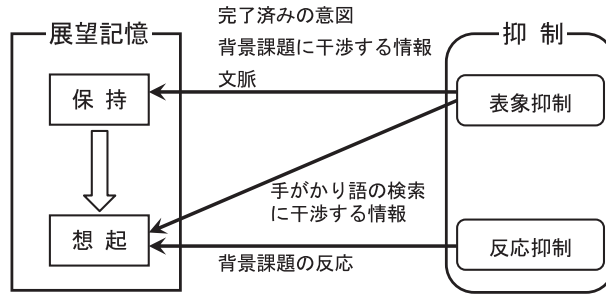 展望記憶
保持
想起
完了済みの意図
背景課題に干渉する情報
文脈
手がかり語の検索
に干渉する情報
背景課題の反応
抑制
表象抑制
反応抑制